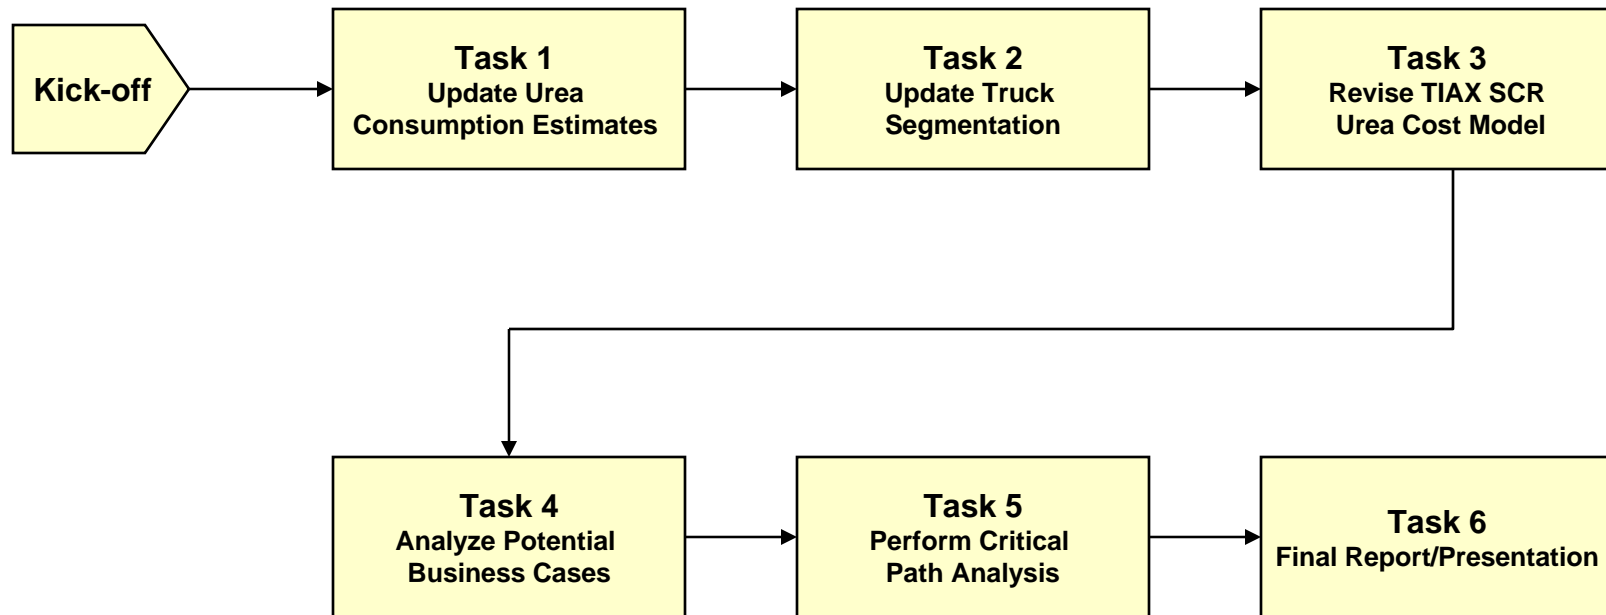 Kick-off
Task 1
Update Urea
Consumption Estimates
Task 2
Update Truck
Segmentation
Task 3
Revise TIAX SCR
Urea Cost Model
Task 4
Analyze Potential
Business Cases
Task 5
Perform Critical
Path Analysis
Task 6
Final Report/Presentation